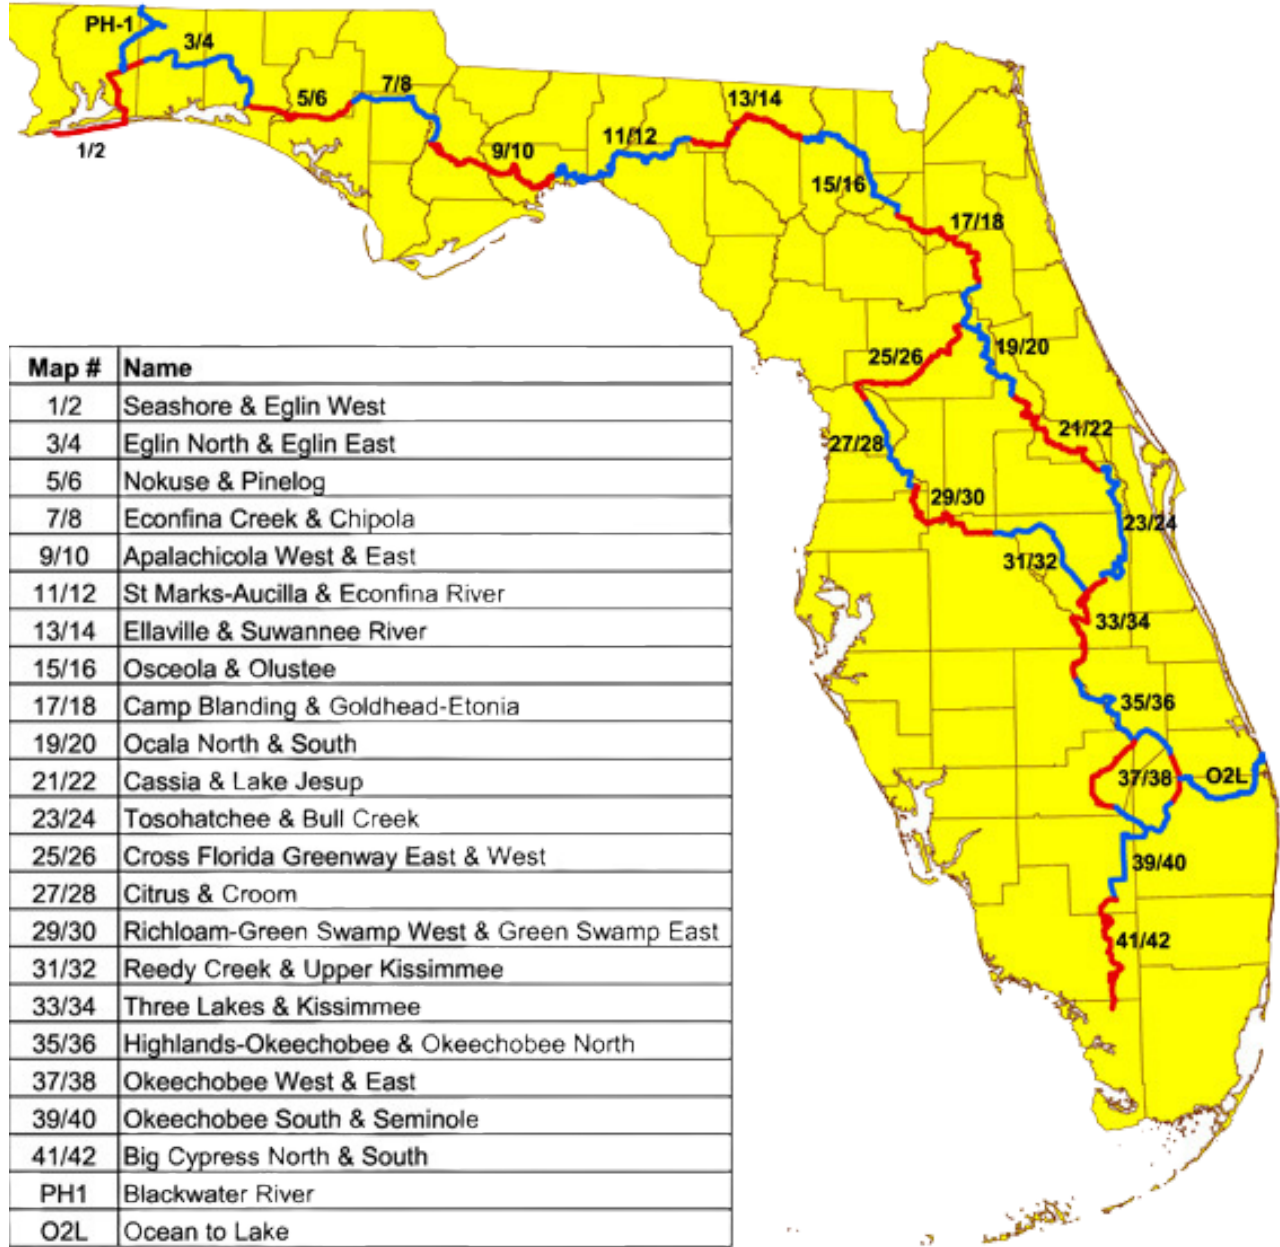 PH-1
3/4
5/6
7/8
1/2
9/10
11/12
13/14
15/16
17/18
19/20
25/26
21/22
27/28
29/30
23/24
31/32
33/34
35/36
37/38
O2L
39/40
41/42
Map # Name
1/2 Seashore & Eglin West
3/4 Eglin North & Eglin East
5/6 Nokuse & Pinelog
7/8 Econfina Creek & Chipola
9/10 Apalachicola West & East
11/12 St Marks-Aucilla & Econfina River
13/14 Ellaville & Suwannee River
15/16 Osceola & Olustee
17/18 Camp Blanding & Goldhead-Etonia
19/20 Ocala North & South
21/22 Cassia & Lake Jesup
23/24 Tosohatchee & Bull Creek
25/26 Cross Florida Greenway East & West
27/28 Citrus & Croom
29/30 Richloam-Green Swamp West & Green Swamp East
31/32 Reedy Creek & Upper Kissimmee
33/34 Three Lakes & Kissimmee
35/36 Highlands-Okeechobee & Okeechobee North
37/38 Okeechobee West & East
39/40 Okeechobee South & Seminole
41/42 Big Cypress North & South
PH1 Blackwater River
O2L Ocean to Lake